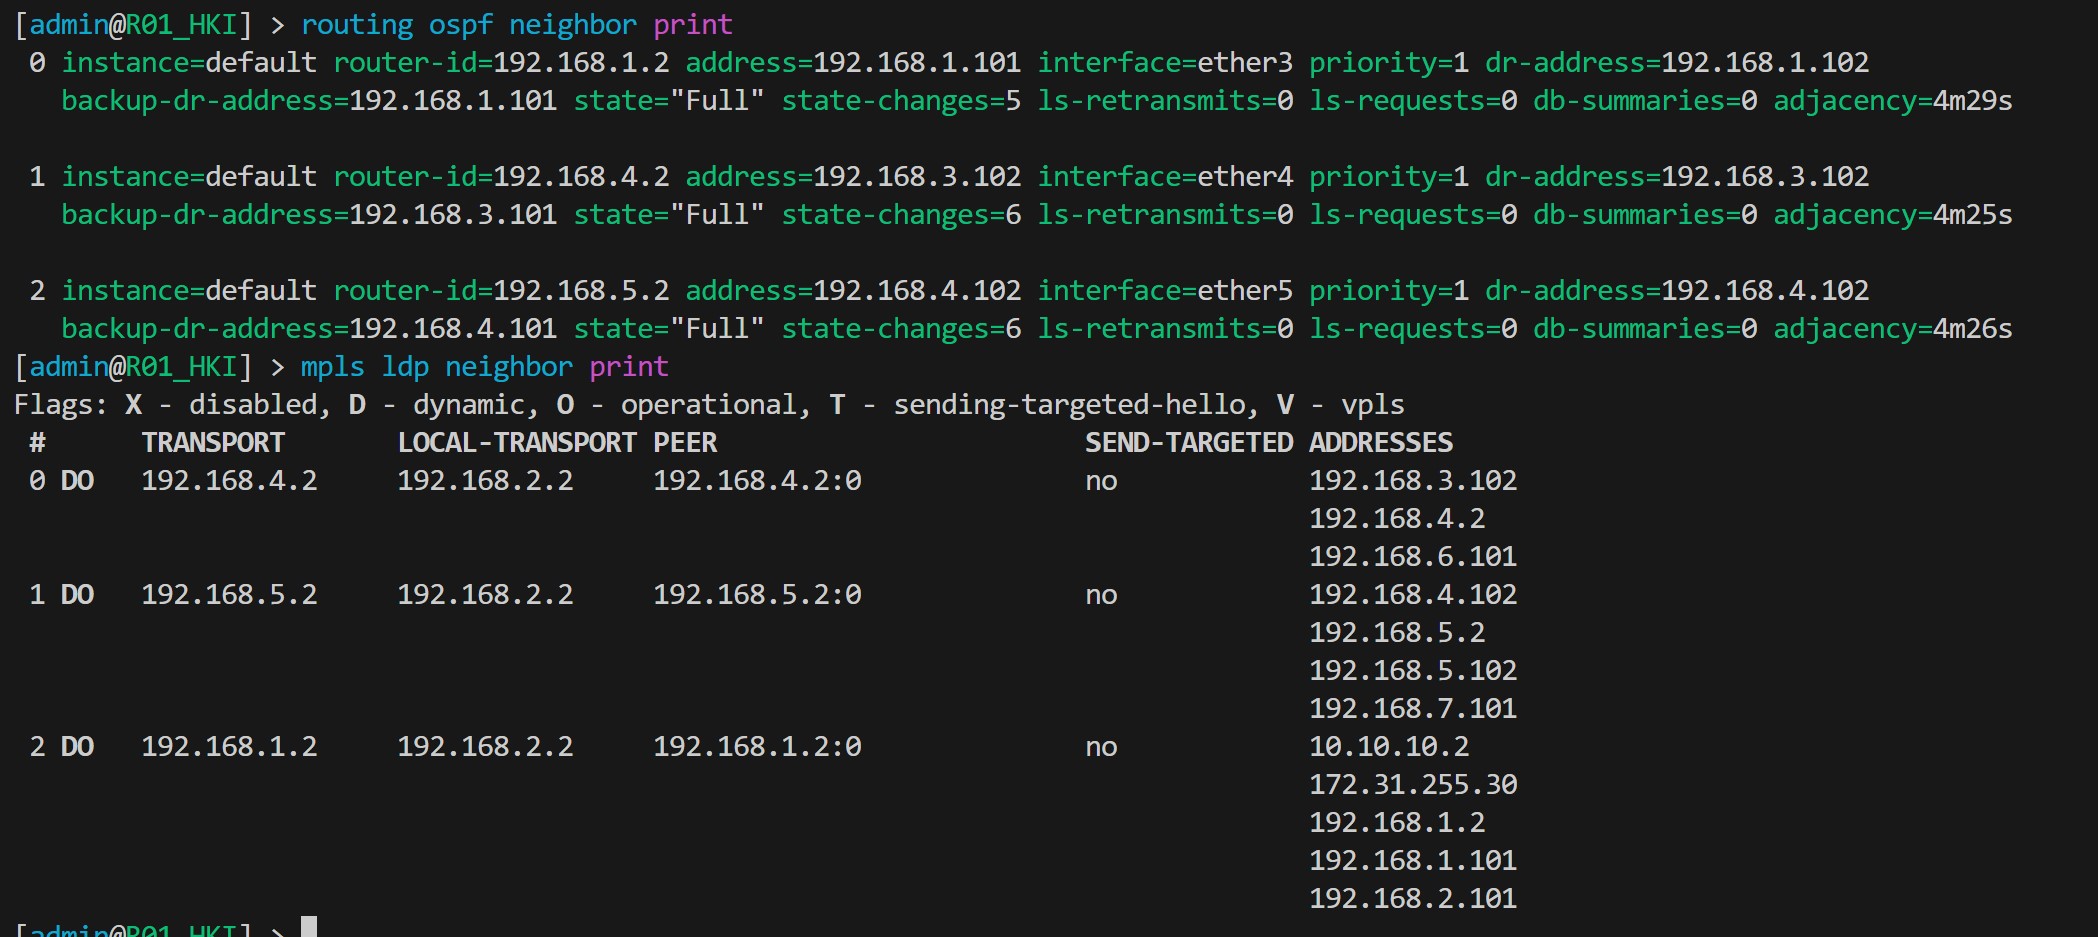 [admin@R01_HKI] > routing ospf neighbor print
 0 instance=default router-id=192.168.1.2 address=192.168.1.101 interface=ether3 priority=1 dr-address=192.168.1.102
   backup-dr-address=192.168.1.101 state="Full" state-changes=5 ls-retransmits=0 ls-requests=0 db-summaries=0 adjacency=4m29s
 1 instance=default router-id=192.168.4.2 address=192.168.3.102 interface=ether4 priority=1 dr-address=192.168.3.102
   backup-dr-address=192.168.3.101 state="Full" state-changes=6 ls-retransmits=0 ls-requests=0 db-summaries=0 adjacency=4m25s
 2 instance=default router-id=192.168.5.2 address=192.168.4.102 interface=ether5 priority=1 dr-address=192.168.4.102
   backup-dr-address=192.168.4.101 state="Full" state-changes=6 ls-retransmits=0 ls-requests=0 db-summaries=0 adjacency=4m26s
[admin@R01_HKI] > mpls ldp neighbor print
Flags: X - disabled, D - dynamic, O - operational, T - sending-targeted-hello, V - vpls
 #      TRANSPORT       LOCAL-TRANSPORT PEER                       SEND-TARGETED ADDRESSES
 0 DO   192.168.4.2     192.168.2.2     192.168.4.2:0              no            192.168.3.102
                                                                                 192.168.4.2
                                                                                 192.168.6.101
 1 DO   192.168.5.2     192.168.2.2     192.168.5.2:0              no            192.168.4.102
                                                                                 192.168.5.2
                                                                                 192.168.5.102
                                                                                 192.168.7.101
 2 DO   192.168.1.2     192.168.2.2     192.168.1.2:0              no            10.10.10.2
                                                                                 172.31.255.30
                                                                                 192.168.1.2
                                                                                 192.168.1.101
                                                                                 192.168.2.101
[admin@R01_HKI] >